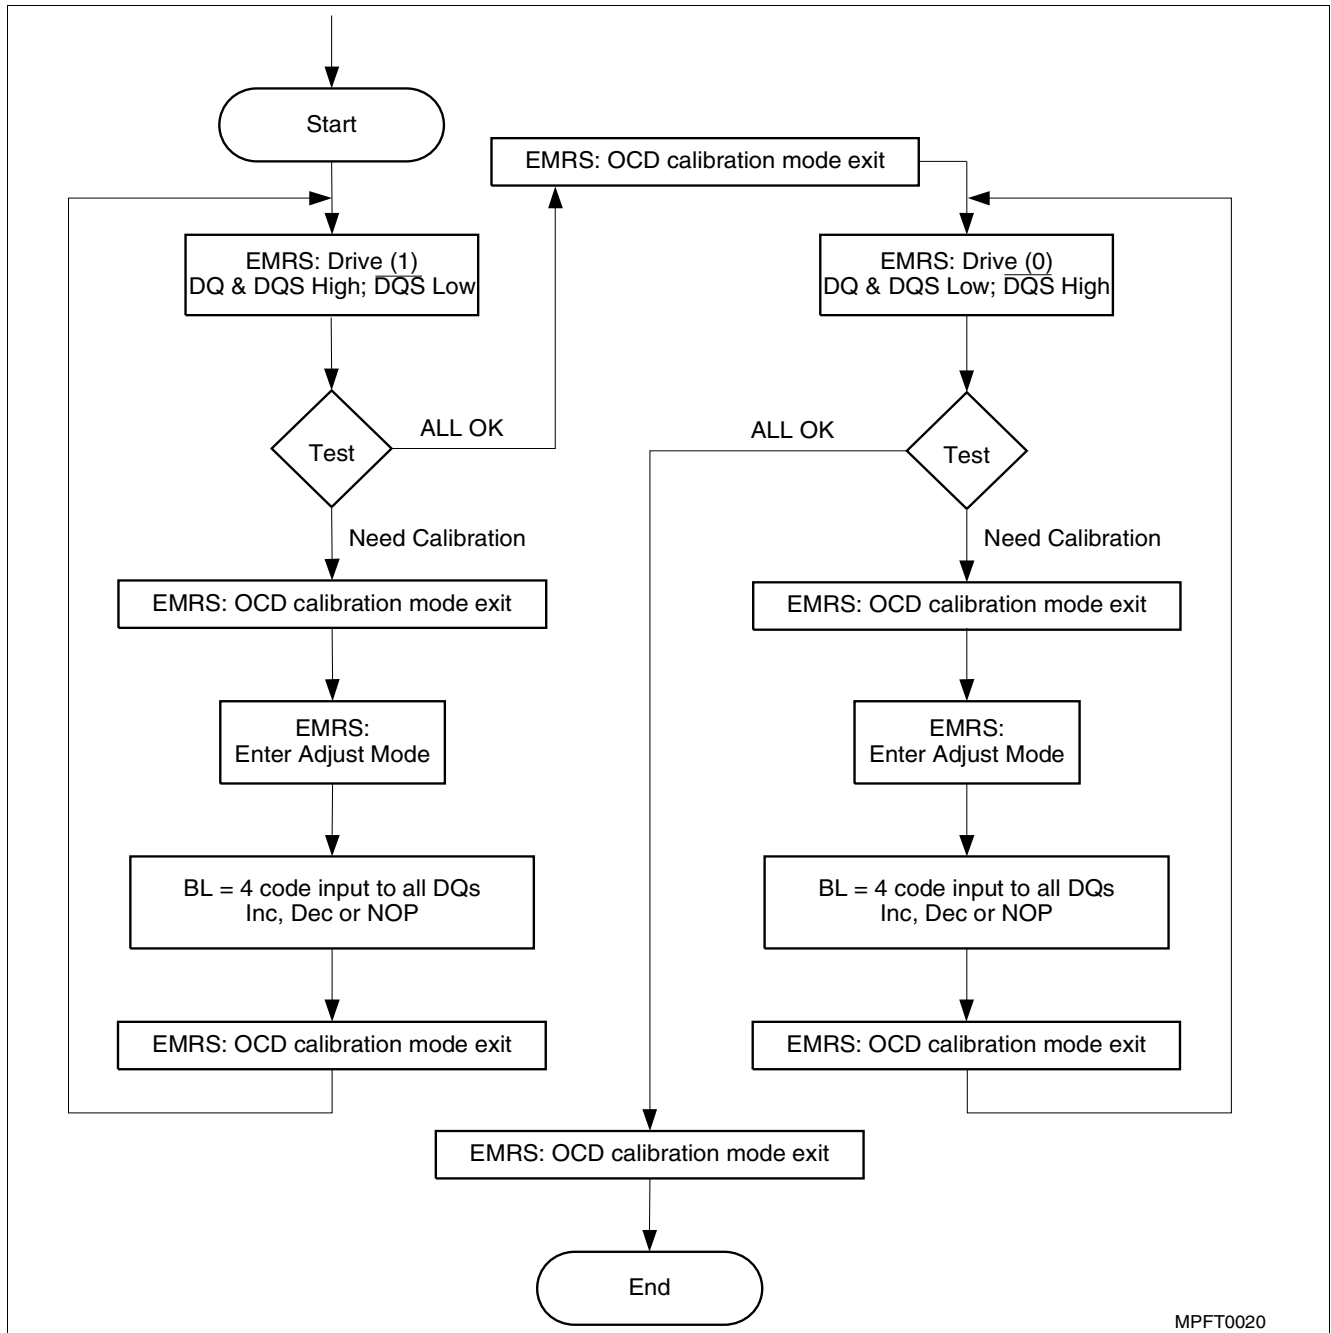 Start
EMRS: Drive (1)
DQ & DQS High; D̅Q̅S̅ Low
Test
ALL OK
Need Calibration
EMRS: OCD calibration mode exit
EMRS:
Enter Adjust Mode
BL = 4 code input to all DQs
Inc, Dec or NOP
EMRS: OCD calibration mode exit
EMRS: OCD calibration mode exit
EMRS: Drive (0)
DQ & DQS Low; D̅Q̅S̅ High
Test
ALL OK
Need Calibration
EMRS: OCD calibration mode exit
EMRS:
Enter Adjust Mode
BL = 4 code input to all DQs
Inc, Dec or NOP
EMRS: OCD calibration mode exit
EMRS: OCD calibration mode exit
End
MPFT0020